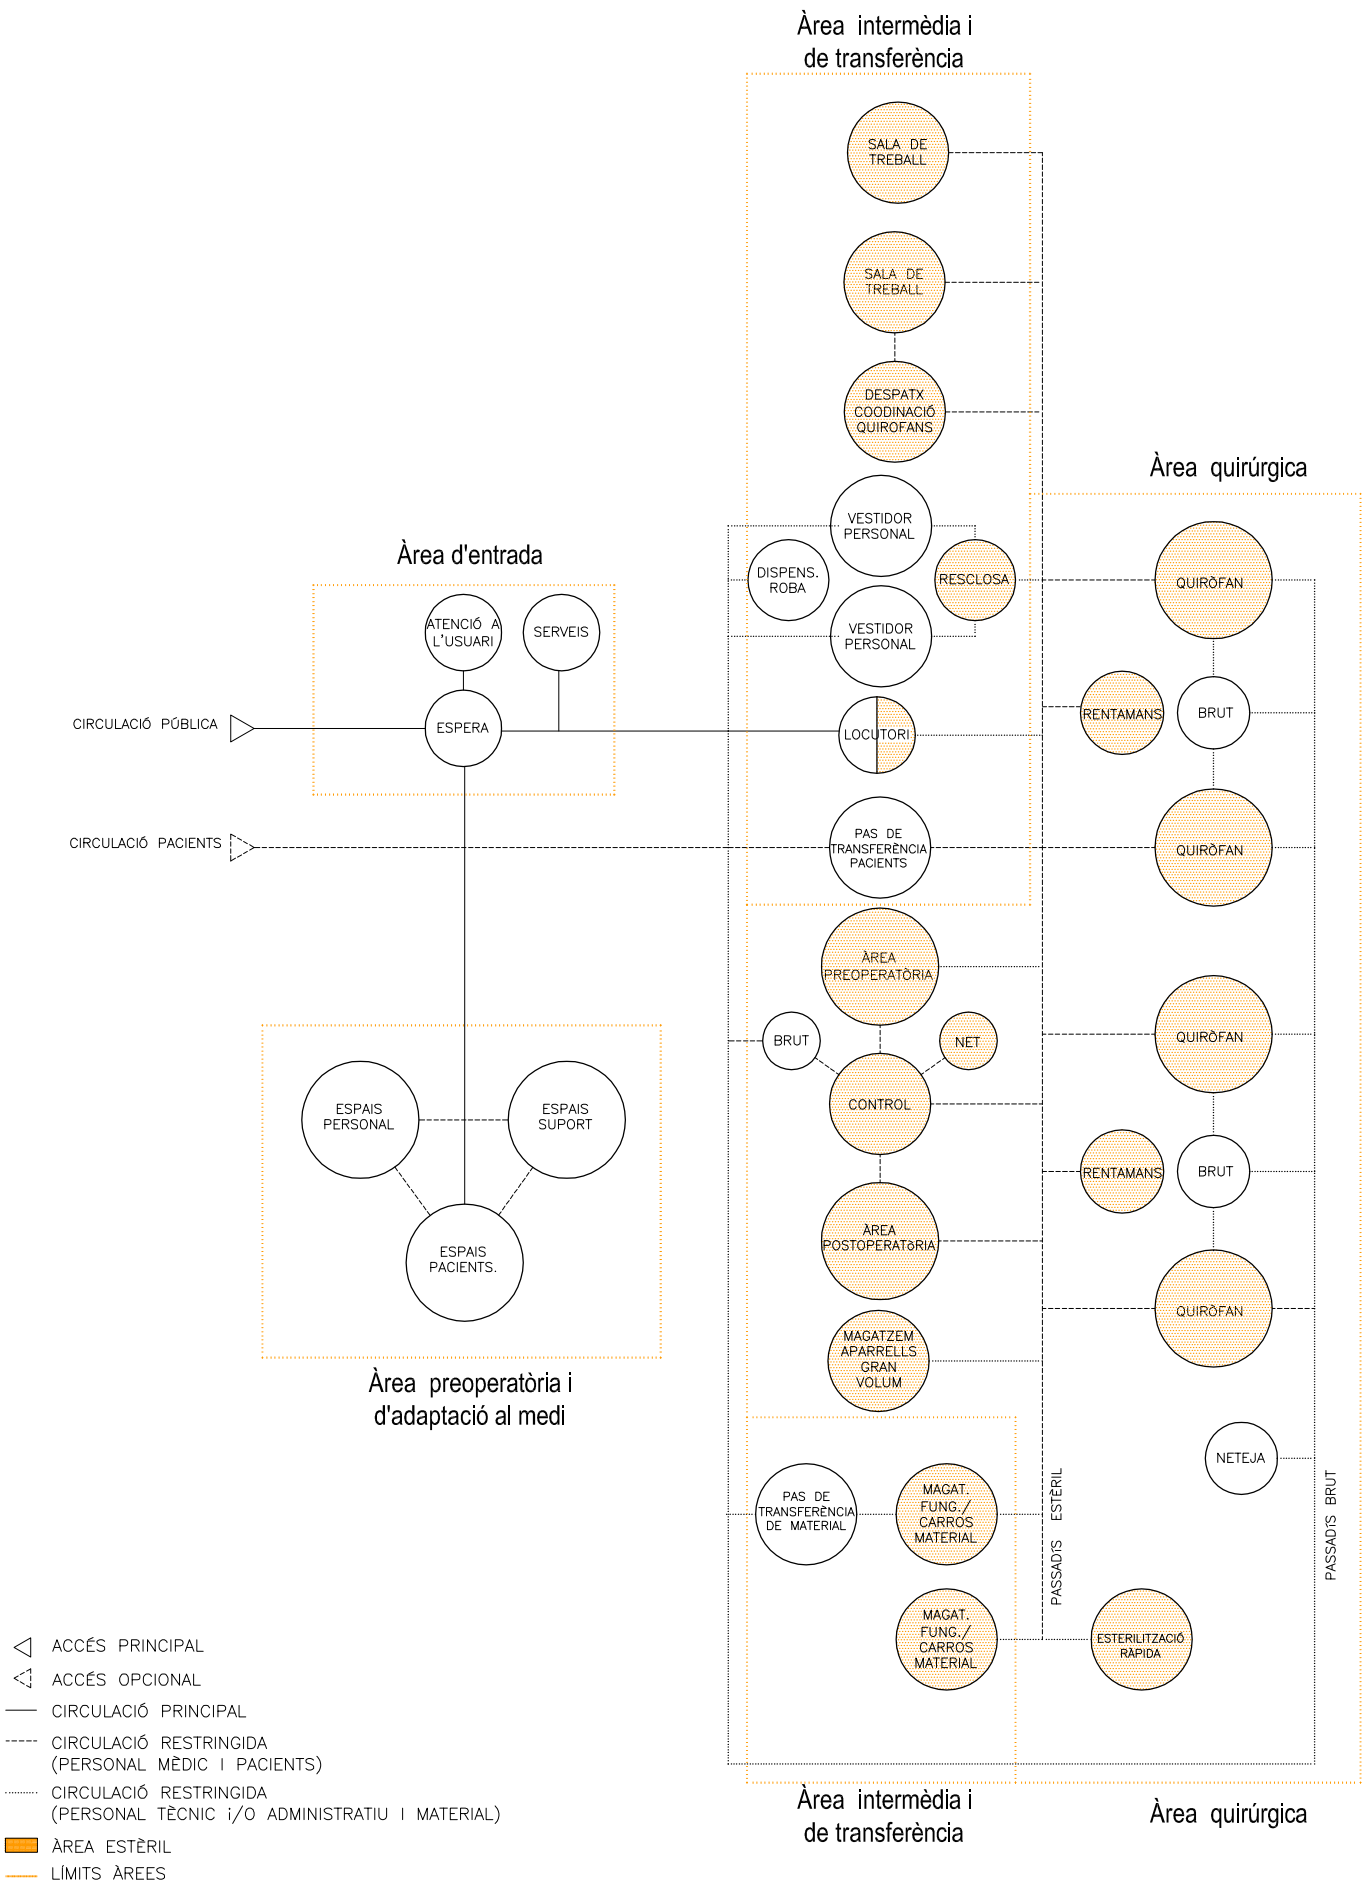 Àrea intermèdia i
de transferència
SALA DE
TREBALL
SALA DE
TREBALL
DESPATX
COODINACIÓ
QUIROFANS
Àrea quirúrgica
VESTIDOR
PERSONAL
Àrea d'entrada
DISPENS.
ROBA
RESCLOSA
QUIRÒFAN
ATENCIÓ A
L'USUARI
SERVEIS
VESTIDOR
PERSONAL
CIRCULACIÓ PÚBLICA
ESPERA
LOCUTORI
RENTAMANS
BRUT
CIRCULACIÓ PACIENTS
PAS DE
TRANSFERÈNCIA
PACIENTS
QUIRÒFAN
ÀREA
PREOPERATÒRIA
BRUT
NET
QUIRÒFAN
ESPAIS
PERSONAL
ESPAIS
SUPORT
CONTROL
RENTAMANS
BRUT
ESPAIS
PACIENTS.
ÀREA
POSTOPERATòRIA
QUIRÒFAN
MAGATZEM
APARRELLS
GRAN
VOLUM
Àrea preoperatòria i
d'adaptació al medi
NETEJA
PAS DE
TRANSFERÈNCIA
DE MATERIAL
MAGAT.
FUNG./
CARROS
MATERIAL
PASSADÍS ESTÈRIL
PASSADÍS BRUT
MAGAT.
FUNG./
CARROS
MATERIAL
ESTERILITZACIÓ
RÀPIDA
ACCÉS PRINCIPAL
ACCÉS OPCIONAL
CIRCULACIÓ PRINCIPAL
CIRCULACIÓ RESTRINGIDA
(PERSONAL MÈDIC I PACIENTS)
CIRCULACIÓ RESTRINGIDA
(PERSONAL TÈCNIC i/O ADMINISTRATIU I MATERIAL)
ÀREA ESTÈRIL
LÍMITS ÀREES
Àrea intermèdia i
de transferència
Àrea quirúrgica